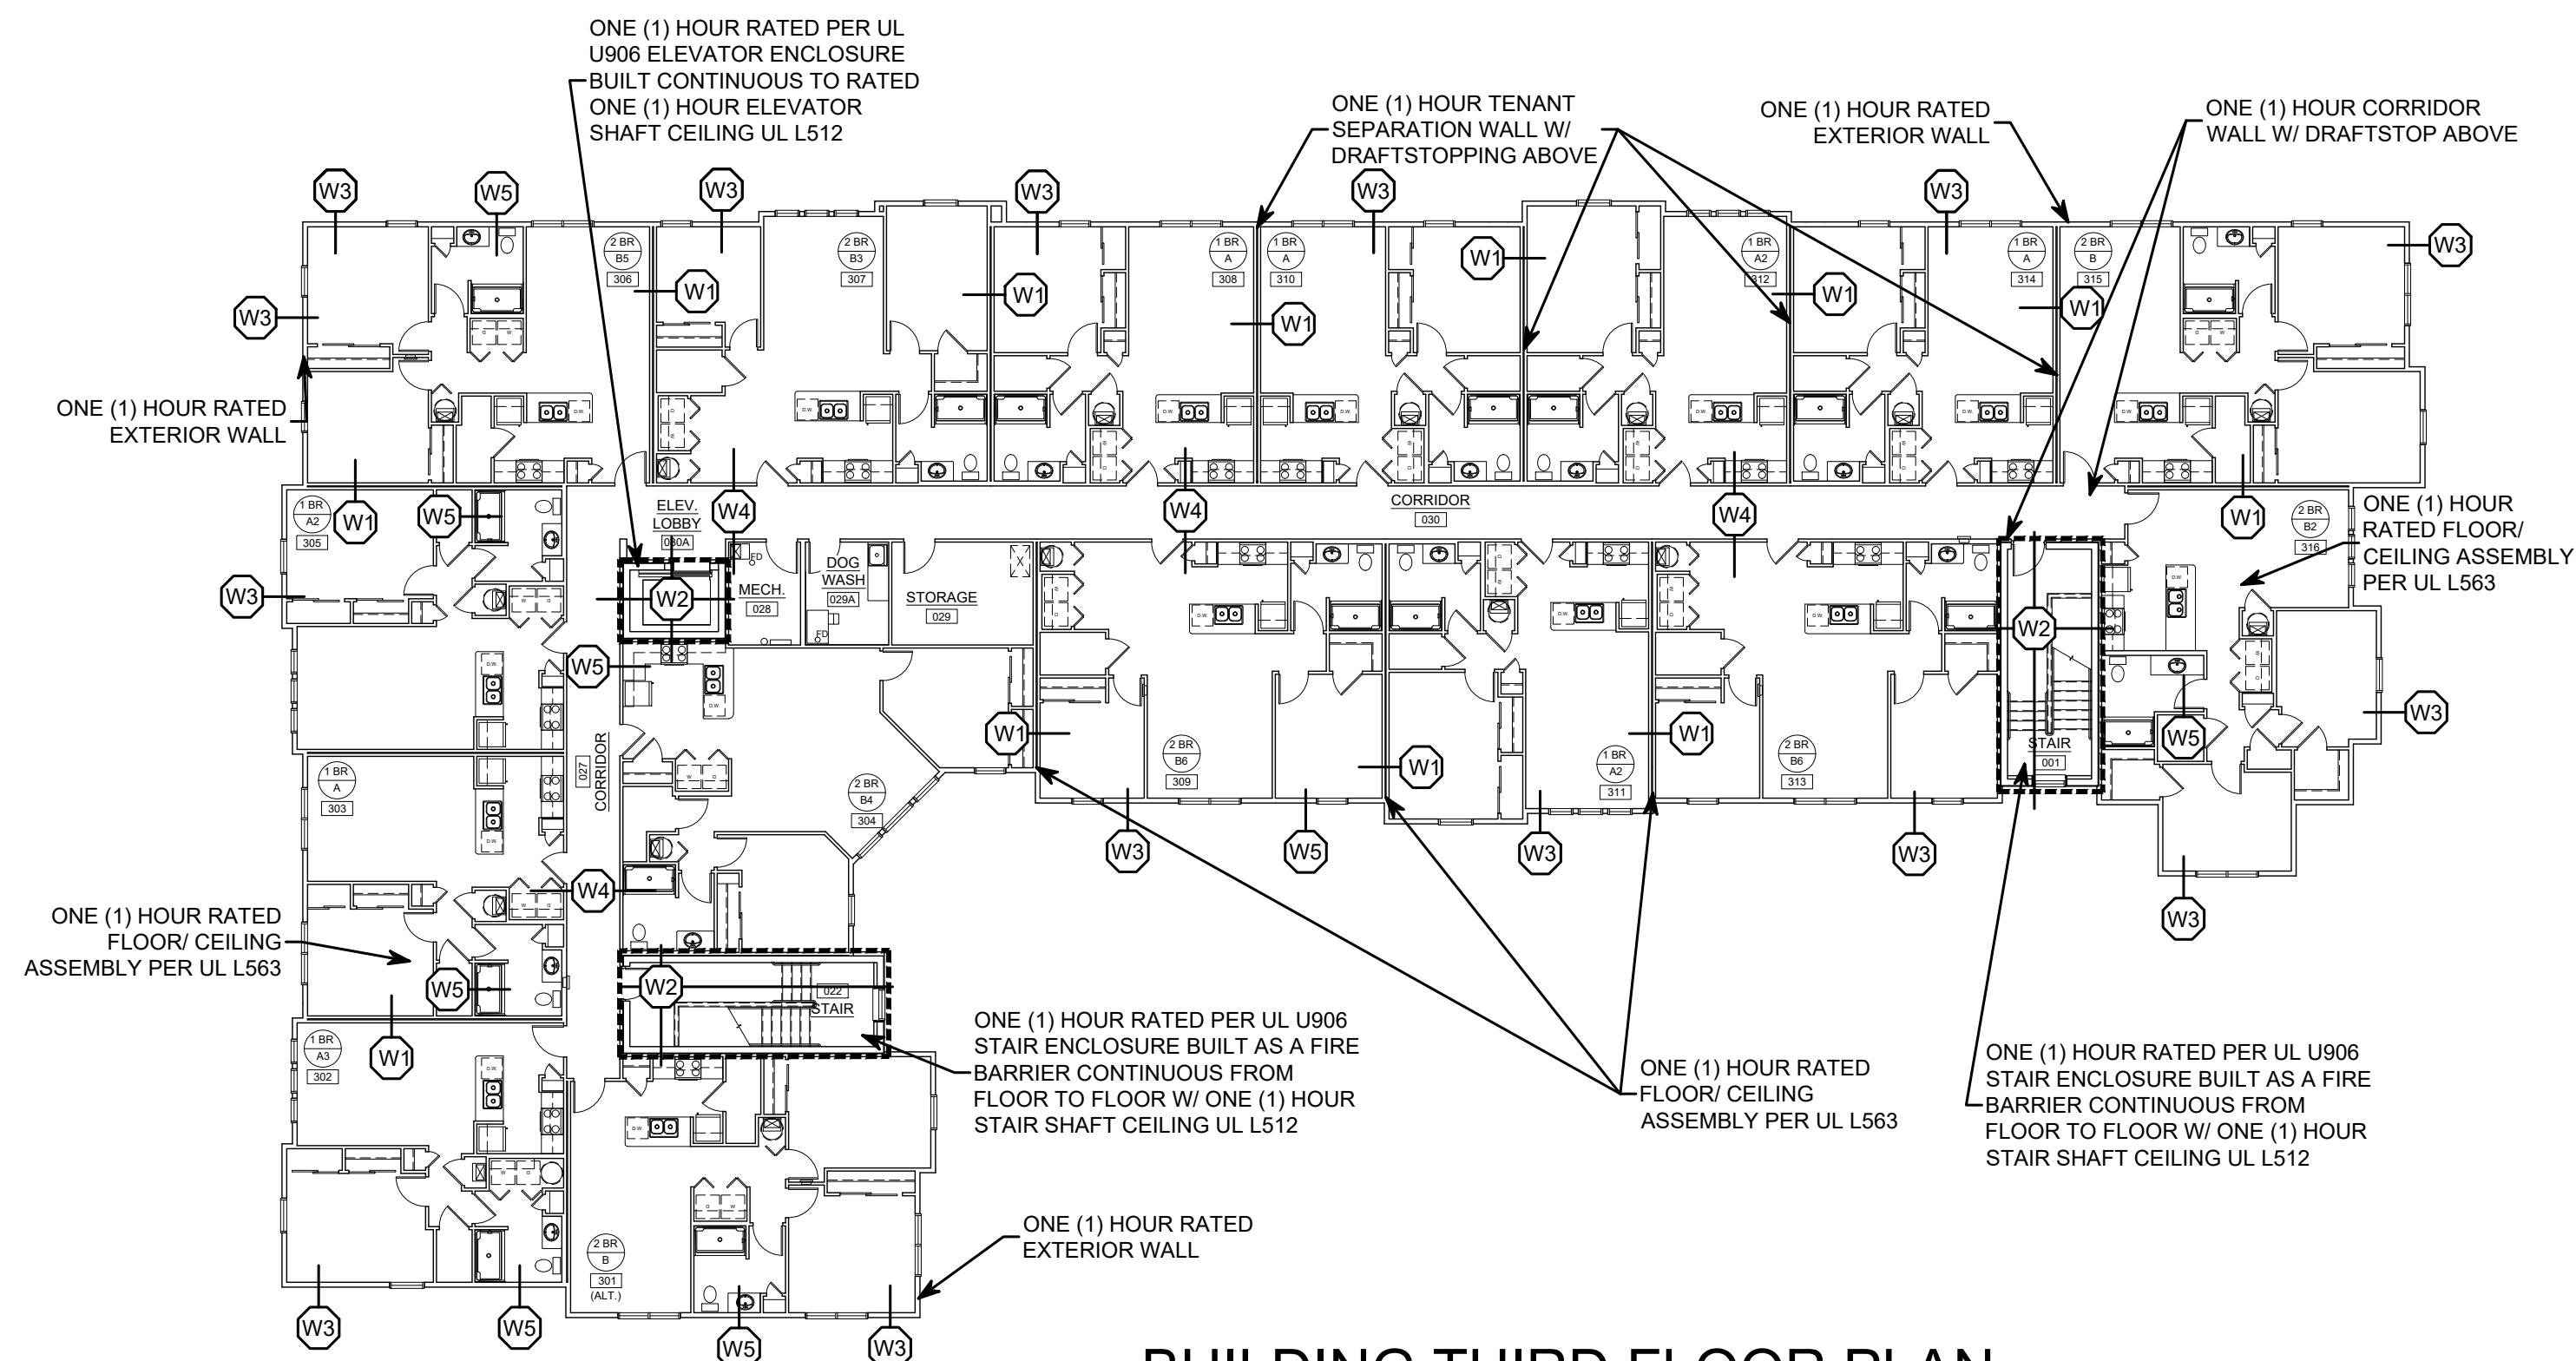 ONE (1) HOUR RATED PER UL
U906 ELEVATOR ENCLOSURE
BUILT CONTINUOUS TO RATED
ONE (1) HOUR ELEVATOR
SHAFT CEILING UL L512
ONE (1) HOUR TENANT
SEPARATION WALL W/
DRAFTSTOPPING ABOVE
ONE (1) HOUR RATED
EXTERIOR WALL
ONE (1) HOUR CORRIDOR
WALL W/ DRAFTSTOP ABOVE
W3
W5
W3
W3
W3
W3
W3
W3
2 BR
B5
306
2 BR
B3
307
1 BR
A
308
1 BR
A
310
1 BR
A2
312
1 BR
A
314
2 BR
B
315
W1
W1
W1
W1
W1
W1
ONE (1) HOUR RATED
EXTERIOR WALL
D.W.
D.W.
D.W.
D.W.
D.W.
D.W.
D.W.
1 BR
A2
305
W1
W5
W3
ELEV.
LOBBY
030A
W4
W4
CORRIDOR
030
W4
W1
2 BR
B2
316
ONE (1) HOUR
RATED FLOOR/
CEILING ASSEMBLY
PER UL L563
W2
FD
MECH.
028
DOG
WASH
029A
FD
STORAGE
029
D.W.
D.W.
D.W.
D.W.
W2
STAIR
001
W5
W3
W3
W5
D.W.
D.W.
027
CORRIDOR
1 BR
A
303
D.W.
2 BR
B4
304
W1
2 BR
B6
309
W1
1 BR
A2
311
W1
2 BR
B6
313
W3
W5
W3
W3
W4
ONE (1) HOUR RATED
FLOOR/ CEILING
ASSEMBLY PER UL L563
W5
W1
W2
022
STAIR
1 BR
A3
302
D.W.
D.W.
ONE (1) HOUR RATED PER UL U906
STAIR ENCLOSURE BUILT AS A FIRE
BARRIER CONTINUOUS FROM
FLOOR TO FLOOR W/ ONE (1) HOUR
STAIR SHAFT CEILING UL L512
ONE (1) HOUR RATED
FLOOR/ CEILING
ASSEMBLY PER UL L563
ONE (1) HOUR RATED PER UL U906
STAIR ENCLOSURE BUILT AS A FIRE
BARRIER CONTINUOUS FROM
FLOOR TO FLOOR W/ ONE (1) HOUR
STAIR SHAFT CEILING UL L512
2 BR
B
301
(ALT.)
ONE (1) HOUR RATED
EXTERIOR WALL
W3
W5
W5
W3
BUILDING THIRD FLOOR PLAN